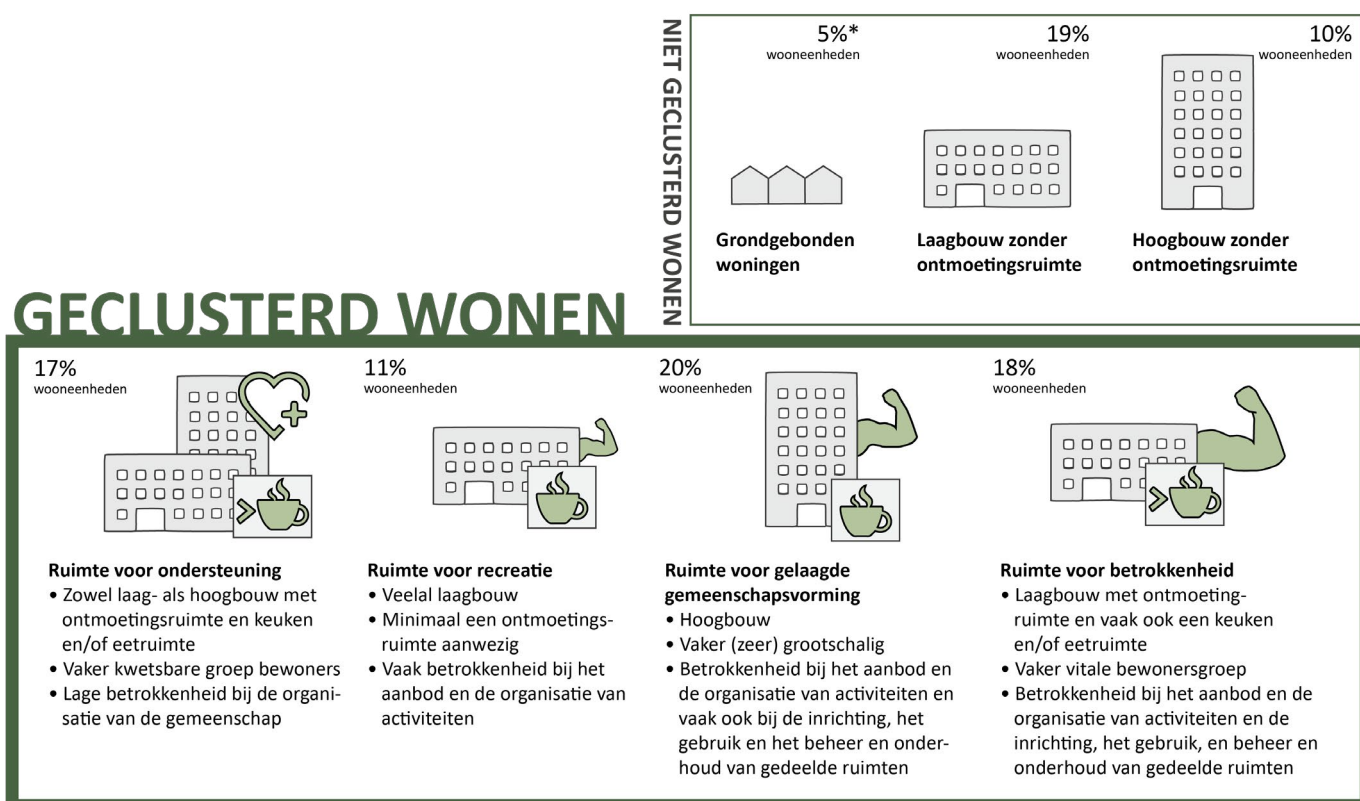 NIET GECLUSTERD WONEN
5%*
wooneenheden
Grondgebonden
woningen
19%
wooneenheden
Laagbouw zonder
ontmoetingsruimte
10%
wooneenheden
Hoogbouw zonder
ontmoetingsruimte
GECLUSTERD WONEN
17%
wooneenheden
Ruimte voor ondersteuning
• Zowel laag- als hoogbouw met
ontmoetingsruimte en keuken
en/of eetruimte
• Vaker kwetsbare groep bewoners
• Lage betrokkenheid bij de organi-
satie van de gemeenschap
11%
wooneenheden
Ruimte voor recreatie
• Veelal laagbouw
• Minimaal een ontmoetings-
ruimte aanwezig
• Vaak betrokkenheid bij het
aanbod en de organisatie van
activiteiten
20%
wooneenheden
Ruimte voor gelaagde
gemeenschapsvorming
• Hoogbouw
• Vaker (zeer) grootschalig
• Betrokkenheid bij het aanbod en
de organisatie van activiteiten en
vaak ook bij de inrichting, het
gebruik en het beheer en onder-
houd van gedeelde ruimten
18%
wooneenheden
Ruimte voor betrokkenheid
• Laagbouw met ontmoeting-
ruimte en vaak ook een keuken
en/of eetruimte
• Vaker vitale bewonersgroep
• Betrokkenheid bij het aanbod en de
organisatie van activiteiten en de
inrichting, het gebruik, en beheer en
onderhoud van gedeelde ruimten